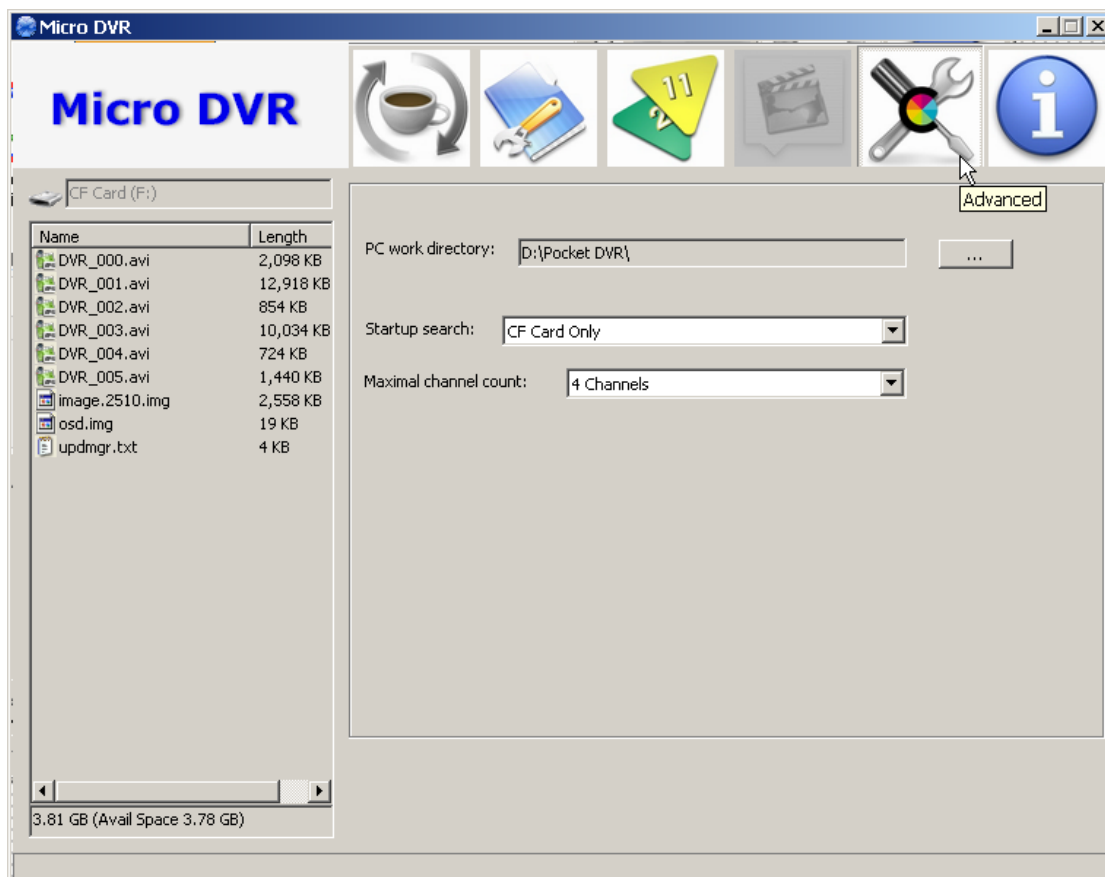 Micro DVR
Micro DVR
11
2
Advanced
CF Card (F:)
Name Length
DVR_000.avi 2,098 KB
DVR_001.avi 12,918 KB
DVR_002.avi 854 KB
DVR_003.avi 10,034 KB
DVR_004.avi 724 KB
DVR_005.avi 1,440 KB
image.2510.img 2,558 KB
osd.img 19 KB
updmgr.txt 4 KB
3.81 GB (Avail Space 3.78 GB)
PC work directory: D:\Pocket DVR\ ...
Startup search: CF Card Only
Maximal channel count: 4 Channels